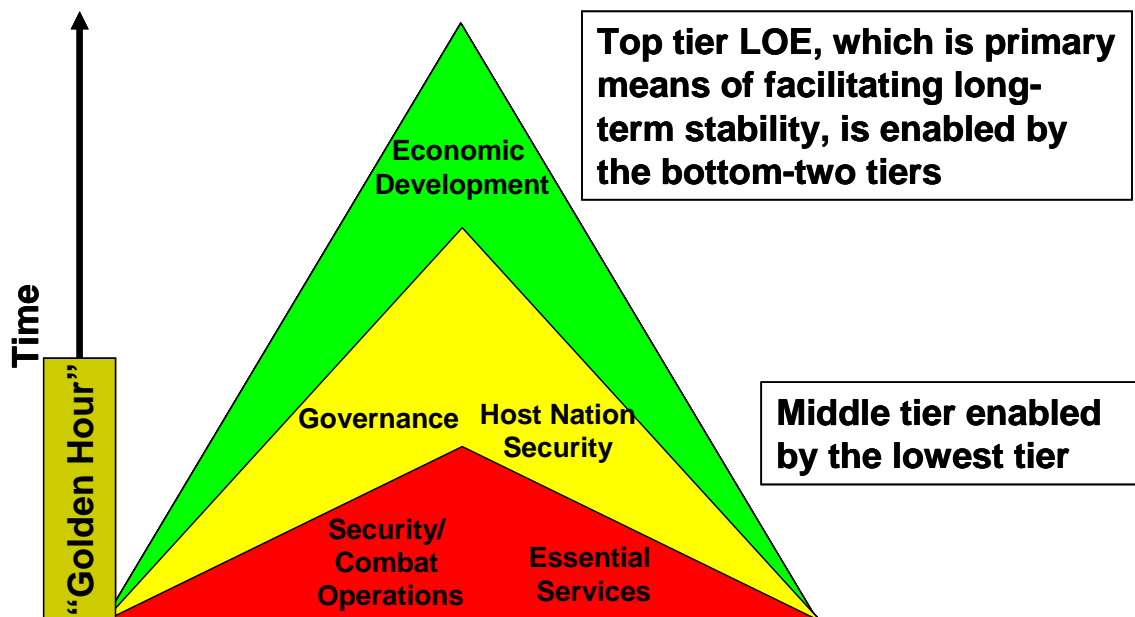 Top tier LOE, which is primary
means of facilitating long-
term stability, is enabled by
the bottom-two tiers
Economic
Development
Time
Governance
Host Nation
Security
Middle tier enabled
by the lowest tier
“Golden Hour”
Security/
Combat
Operations
Essential
Services